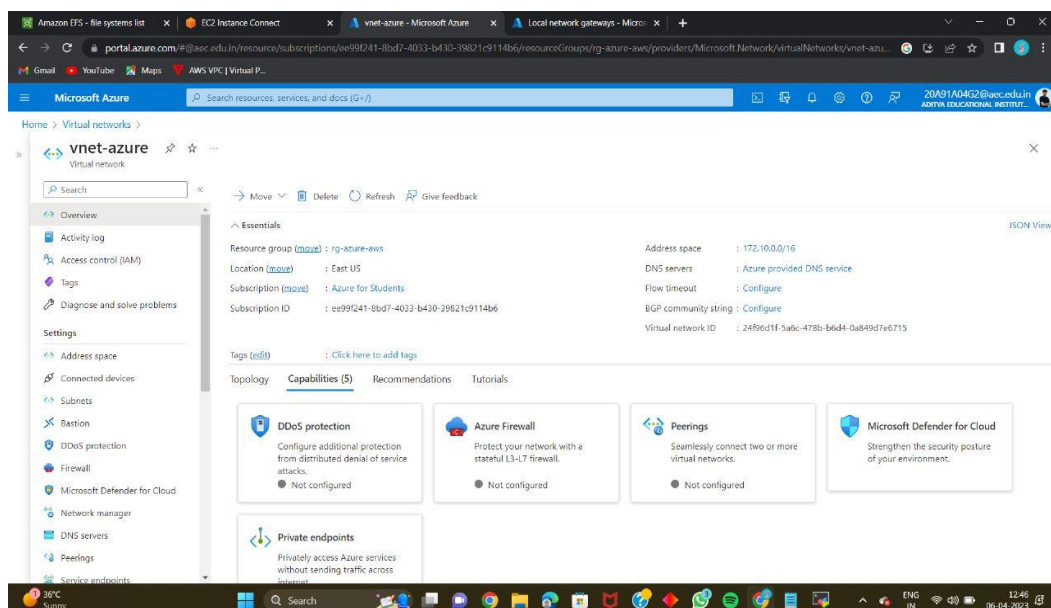 Amazon EFS - file systems list
EC2 Instance Connect
vnet-azure - Microsoft Azure
Local network gateways - Micros
portal.azure.com/#@aec.edu.in/resource/subscriptions/ee99f241-8bd7-4033-b430-39821c9114b6/resourceGroups/rg-azure-aws/providers/Microsoft.Network/virtualNetworks/vnet-azu...
Gmail YouTube Maps AWS VPC | Virtual P...
Microsoft Azure
Search resources, services, and docs (G+/)
20A91A04G2@aec.edu.in
ADITYA EDUCATIONAL INSTITUT...
Home > Virtual networks >
vnet-azure
Virtual network
Search
Overview
Activity log
Access control (IAM)
Tags
Diagnose and solve problems
Settings
Address space
Connected devices
Subnets
Bastion
DDoS protection
Firewall
Microsoft Defender for Cloud
Network manager
DNS servers
Peerings
Service endpoints
Move Delete Refresh Give feedback
Essentials
JSON View
Resource group (move) : rg-azure-aws
Location (move) : East US
Subscription (move) : Azure for Students
Subscription ID : ee99f241-8bd7-4033-b430-39821c9114b6
Address space : 172.10.0.0/16
DNS servers : Azure provided DNS service
Flow timeout : Configure
BGP community string : Configure
Virtual network ID : 24f96d1f-5a6c-478b-b6d4-0a849d7e6715
Tags (edit) : Click here to add tags
Topology Capabilities (5) Recommendations Tutorials
DDoS protection
Configure additional protection
from distributed denial of service
attacks.
Not configured
Azure Firewall
Protect your network with a
stateful L3-L7 firewall.
Not configured
Peerings
Seamlessly connect two or more
virtual networks.
Not configured
Microsoft Defender for Cloud
Strengthen the security posture
of your environment.
Private endpoints
Privately access Azure services
without sending traffic across
internet
36°C
Sunny
Search
ENG
IN
12:46
06-04-2023